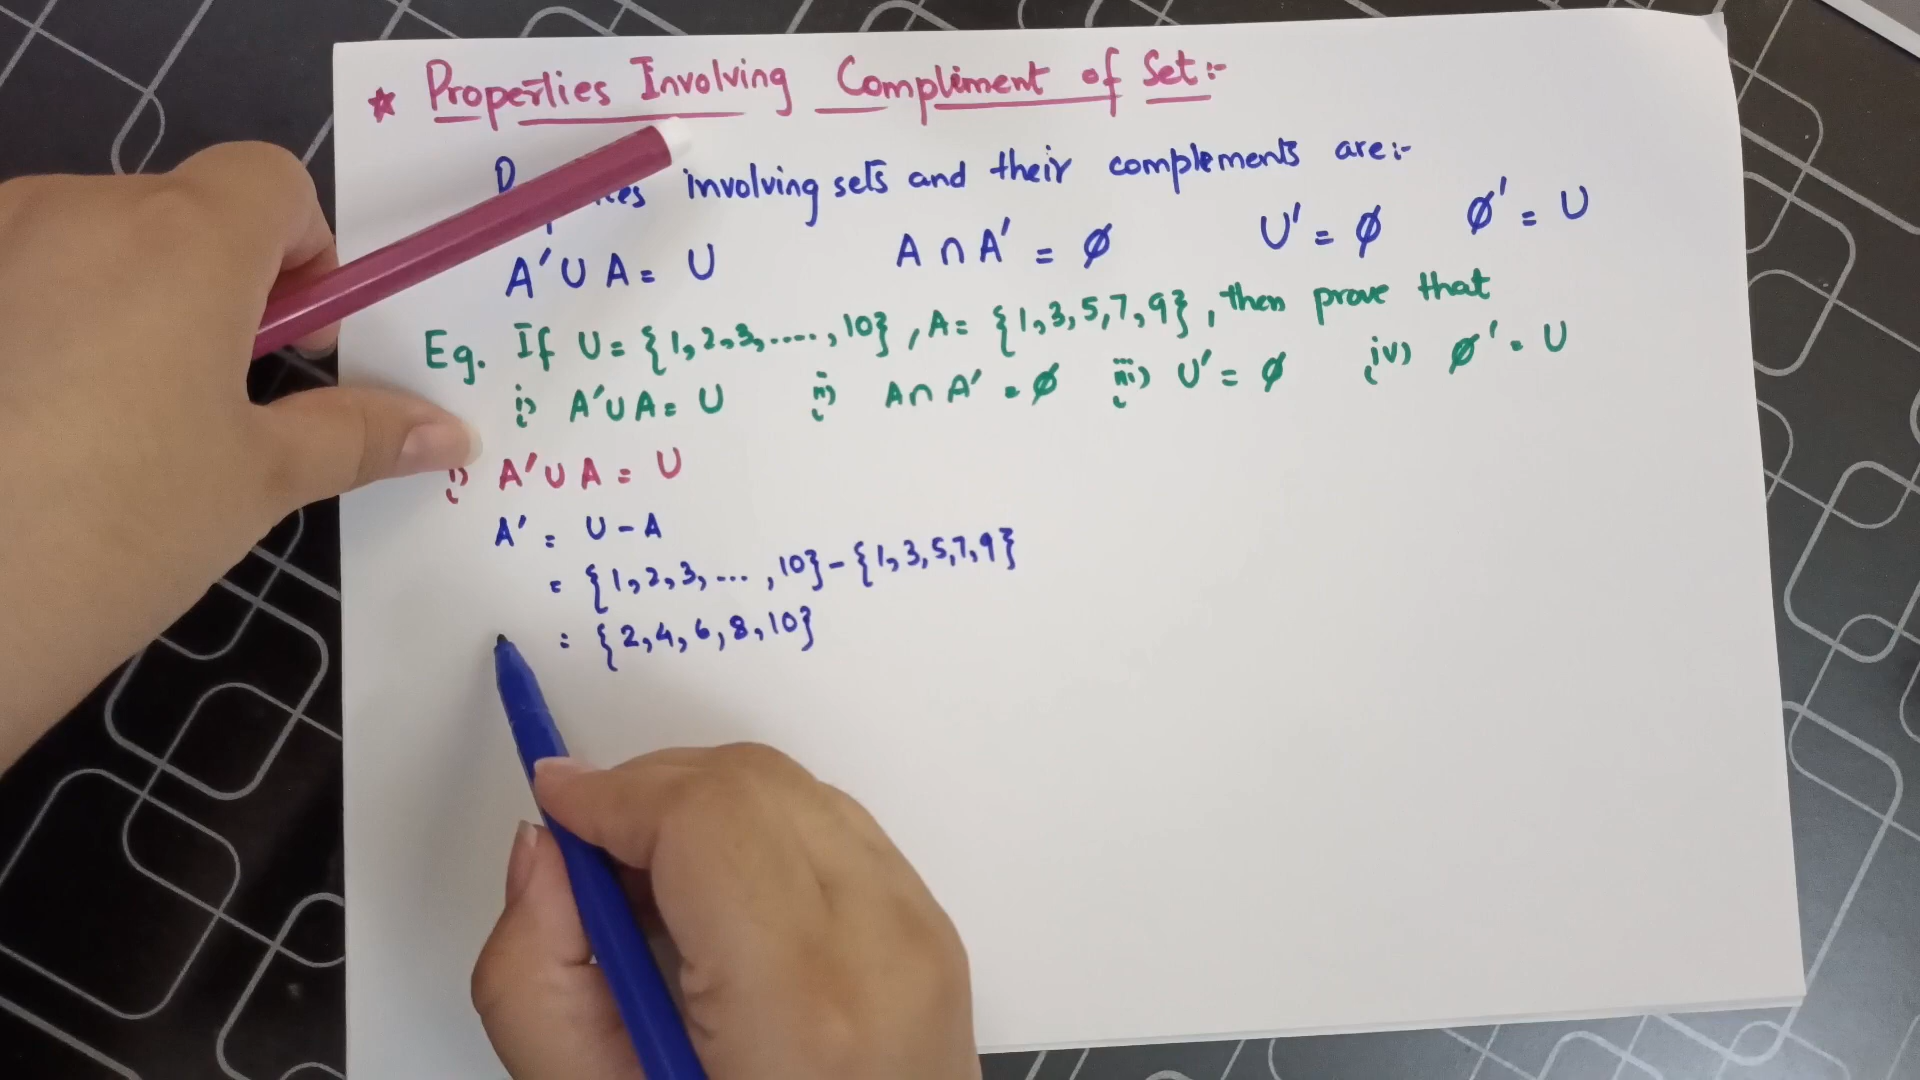 * Properties Involving Compliment of Set:-
involving sets and their complements are:-
A' ∪ A = U    A ∩ A' = ∅    U' = ∅    ∅' = U
Eg. If U = {1,2,3,....,10}, A = {1,3,5,7,9}, then prove that
i) A' ∪ A = U    ii) A ∩ A' = ∅    iii) U' = ∅    iv) ∅' = U
i) A' ∪ A = U
A' = U - A
= {1,2,3,...,10} - {1,3,5,7,9}
= {2,4,6,8,10}